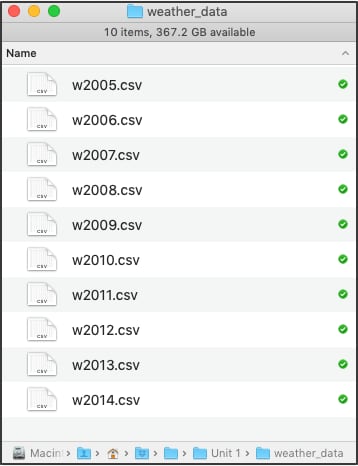 weather_data
10 items, 367.2 GB available
Name
CSV w2005.csv
CSV w2006.csv
CSV w2007.csv
CSV w2008.csv
CSV w2009.csv
CSV w2010.csv
CSV w2011.csv
CSV w2012.csv
CSV w2013.csv
CSV w2014.csv
Macin Unit 1 weather_data